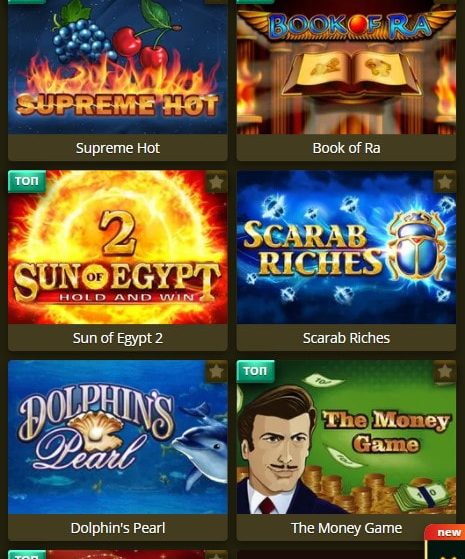 SUPREME HOT
BOOK OF RA
Supreme Hot
Book of Ra
ТОП
2
SUN OF EGYPT
HOLD AND WIN
SCARAB
RICHES
Sun of Egypt 2
Scarab Riches
DOLPHIN'S
Pearl
ТОП
The Money
Game
Dolphin's Pearl
The Money Game
new
ТОП